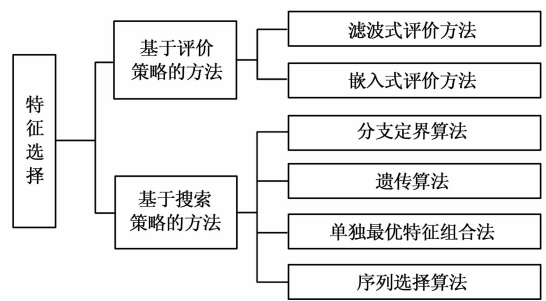 特征选择
基于评价
策略的方法
滤波式评价方法
嵌入式评价方法
基于搜索
策略的方法
分支定界算法
遗传算法
单独最优特征组合法
序列选择算法